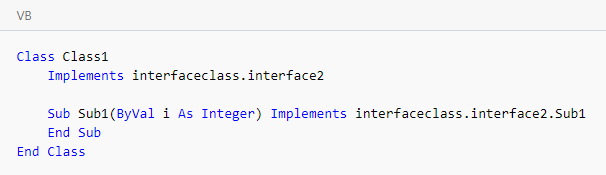 VB
Class Class1
    Implements interfaceclass.interface2
    Sub Sub1(ByVal i As Integer) Implements interfaceclass.interface2.Sub1
    End Sub
End Class